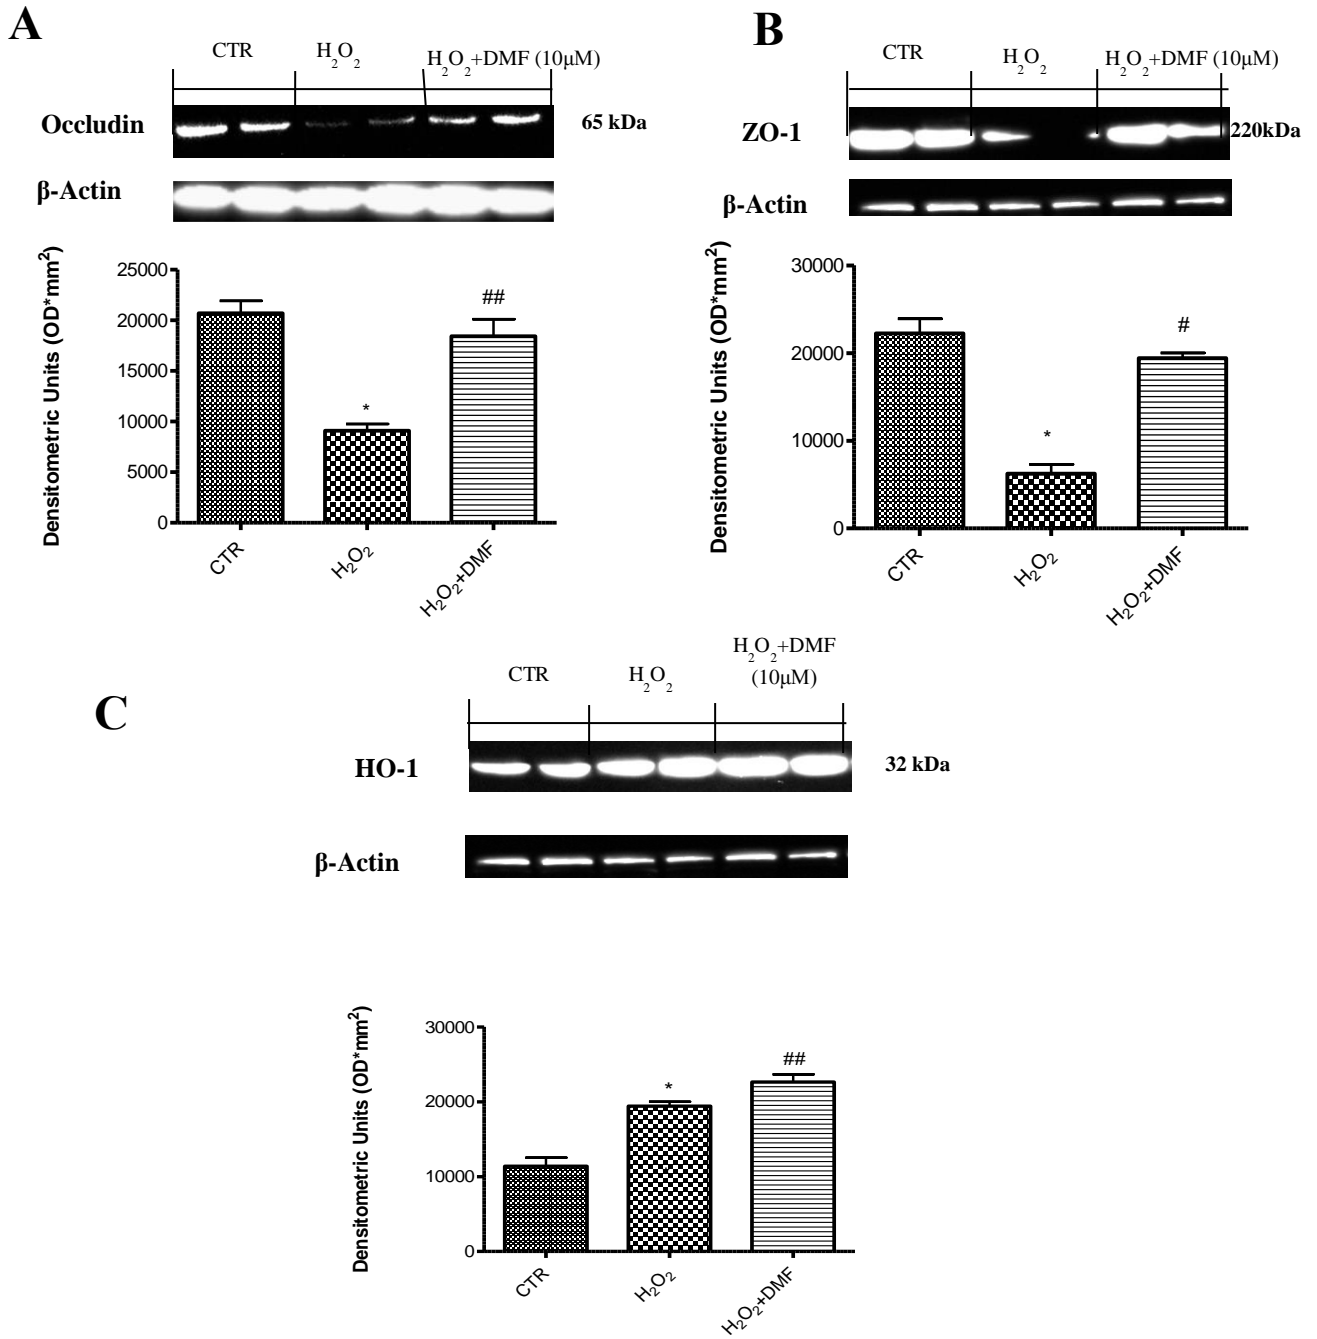 A
CTR
H2O2
H2O2+DMF (10μM)
Occludin
65 kDa
β-Actin
Densitometric Units (OD*mm²)
25000
20000
15000
10000
5000
0
*
##
CTR
H2O2
H2O2+DMF
B
CTR
H2O2
H2O2+DMF (10μM)
ZO-1
220kDa
β-Actin
Densitometric Units (OD*mm²)
30000
20000
10000
0
*
#
CTR
H2O2
H2O2+DMF
C
CTR
H2O2
H2O2+DMF
(10μM)
HO-1
32 kDa
β-Actin
Densitometric Units (OD*mm²)
30000
20000
10000
0
*
##
CTR
H2O2
H2O2+DMF